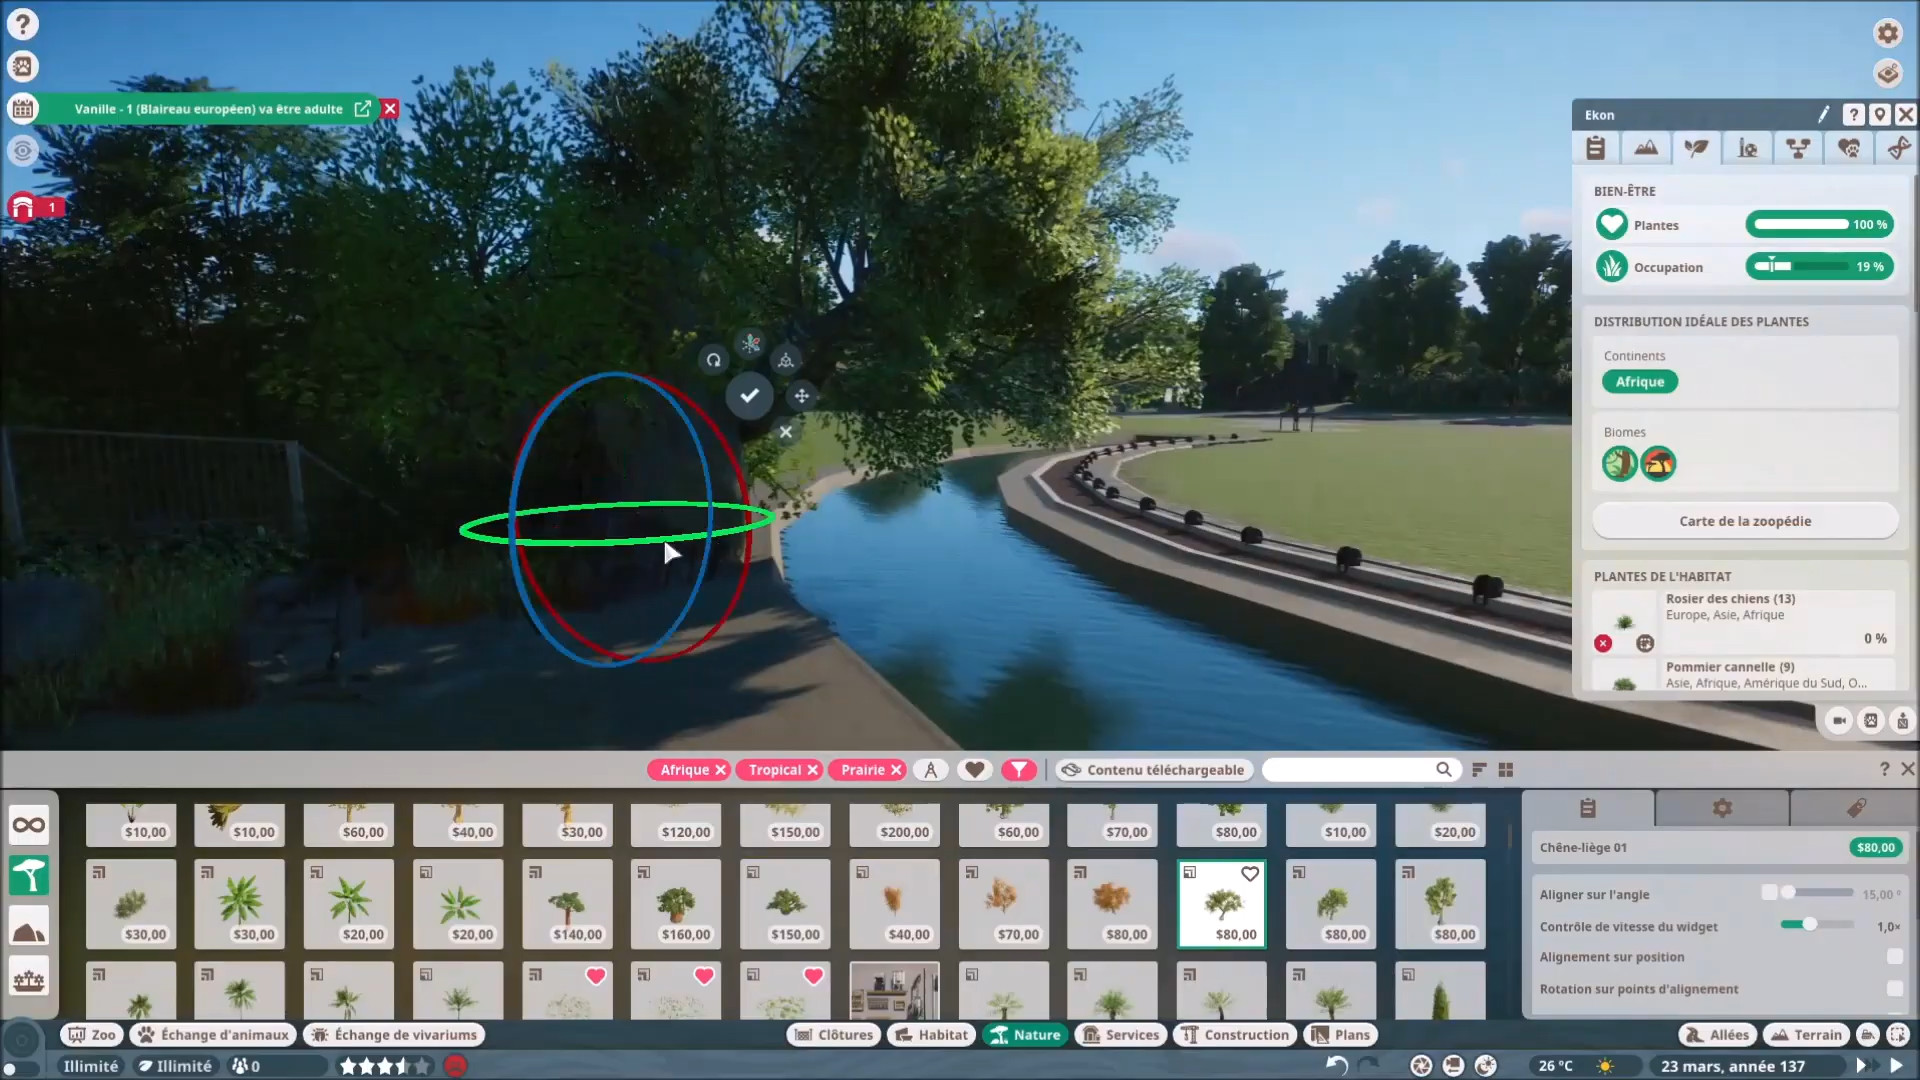 Vanille - 1 (Blaireau européen) va être adulte
1
Ekon
BIEN-ÊTRE
Plantes
100 %
Occupation
19 %
DISTRIBUTION IDÉALE DES PLANTES
Continents
Afrique
Biomes
Carte de la zoopédie
PLANTES DE L'HABITAT
Rosier des chiens (13)
Europe, Asie, Afrique
0 %
Pommier cannelle (9)
Asie, Afrique, Amérique du Sud, O...
Afrique
Tropical
Prairie
Contenu téléchargeable
$10,00 $10,00 $60,00 $40,00 $30,00 $120,00 $150,00 $200,00 $60,00 $70,00 $80,00 $10,00 $20,00
$30,00 $30,00 $20,00 $20,00 $140,00 $160,00 $150,00 $40,00 $70,00 $80,00 $80,00 $80,00 $80,00
Chêne-liège 01
$80,00
Aligner sur l'angle
15,00 °
Contrôle de vitesse du widget
1,0×
Alignement sur position
Rotation sur points d'alignement
Zoo
Échange d'animaux
Échange de vivariums
Clôtures
Habitat
Nature
Services
Construction
Plans
Allées
Terrain
Illimité
Illimité
0
26 °C
23 mars, année 137